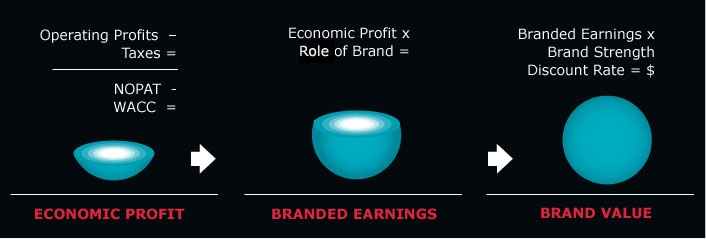 Operating Profits –
Taxes =
NOPAT -
WACC =
ECONOMIC PROFIT
Economic Profit x
Role of Brand =
BRANDED EARNINGS
Branded Earnings x
Brand Strength
Discount Rate = $
BRAND VALUE